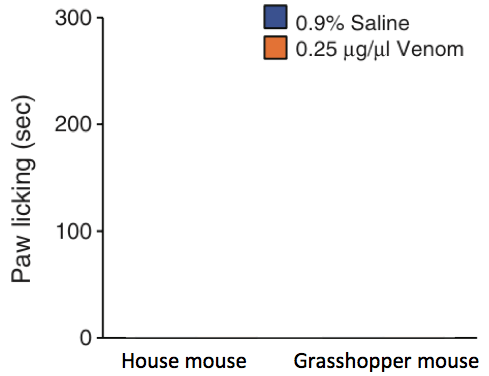 300
200
100
0
Paw licking (sec)
0.9% Saline
0.25 µg/µl Venom
House mouse
Grasshopper mouse